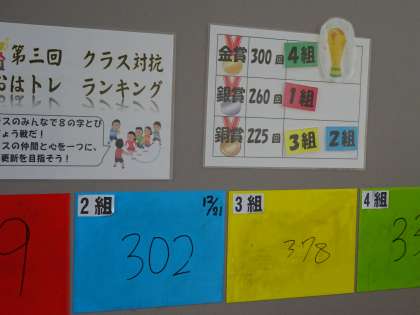 第三回 クラス対抗
おはトレ ランキング
スのみんなで8の字とび
ょう戦だ！
スの仲間と心を一つに、
更新を目指そう！
金賞 300回 4組
銀賞 260回 1組
銅賞 225回 3組 2組
9
2組 12/21
302
3組
378
4組